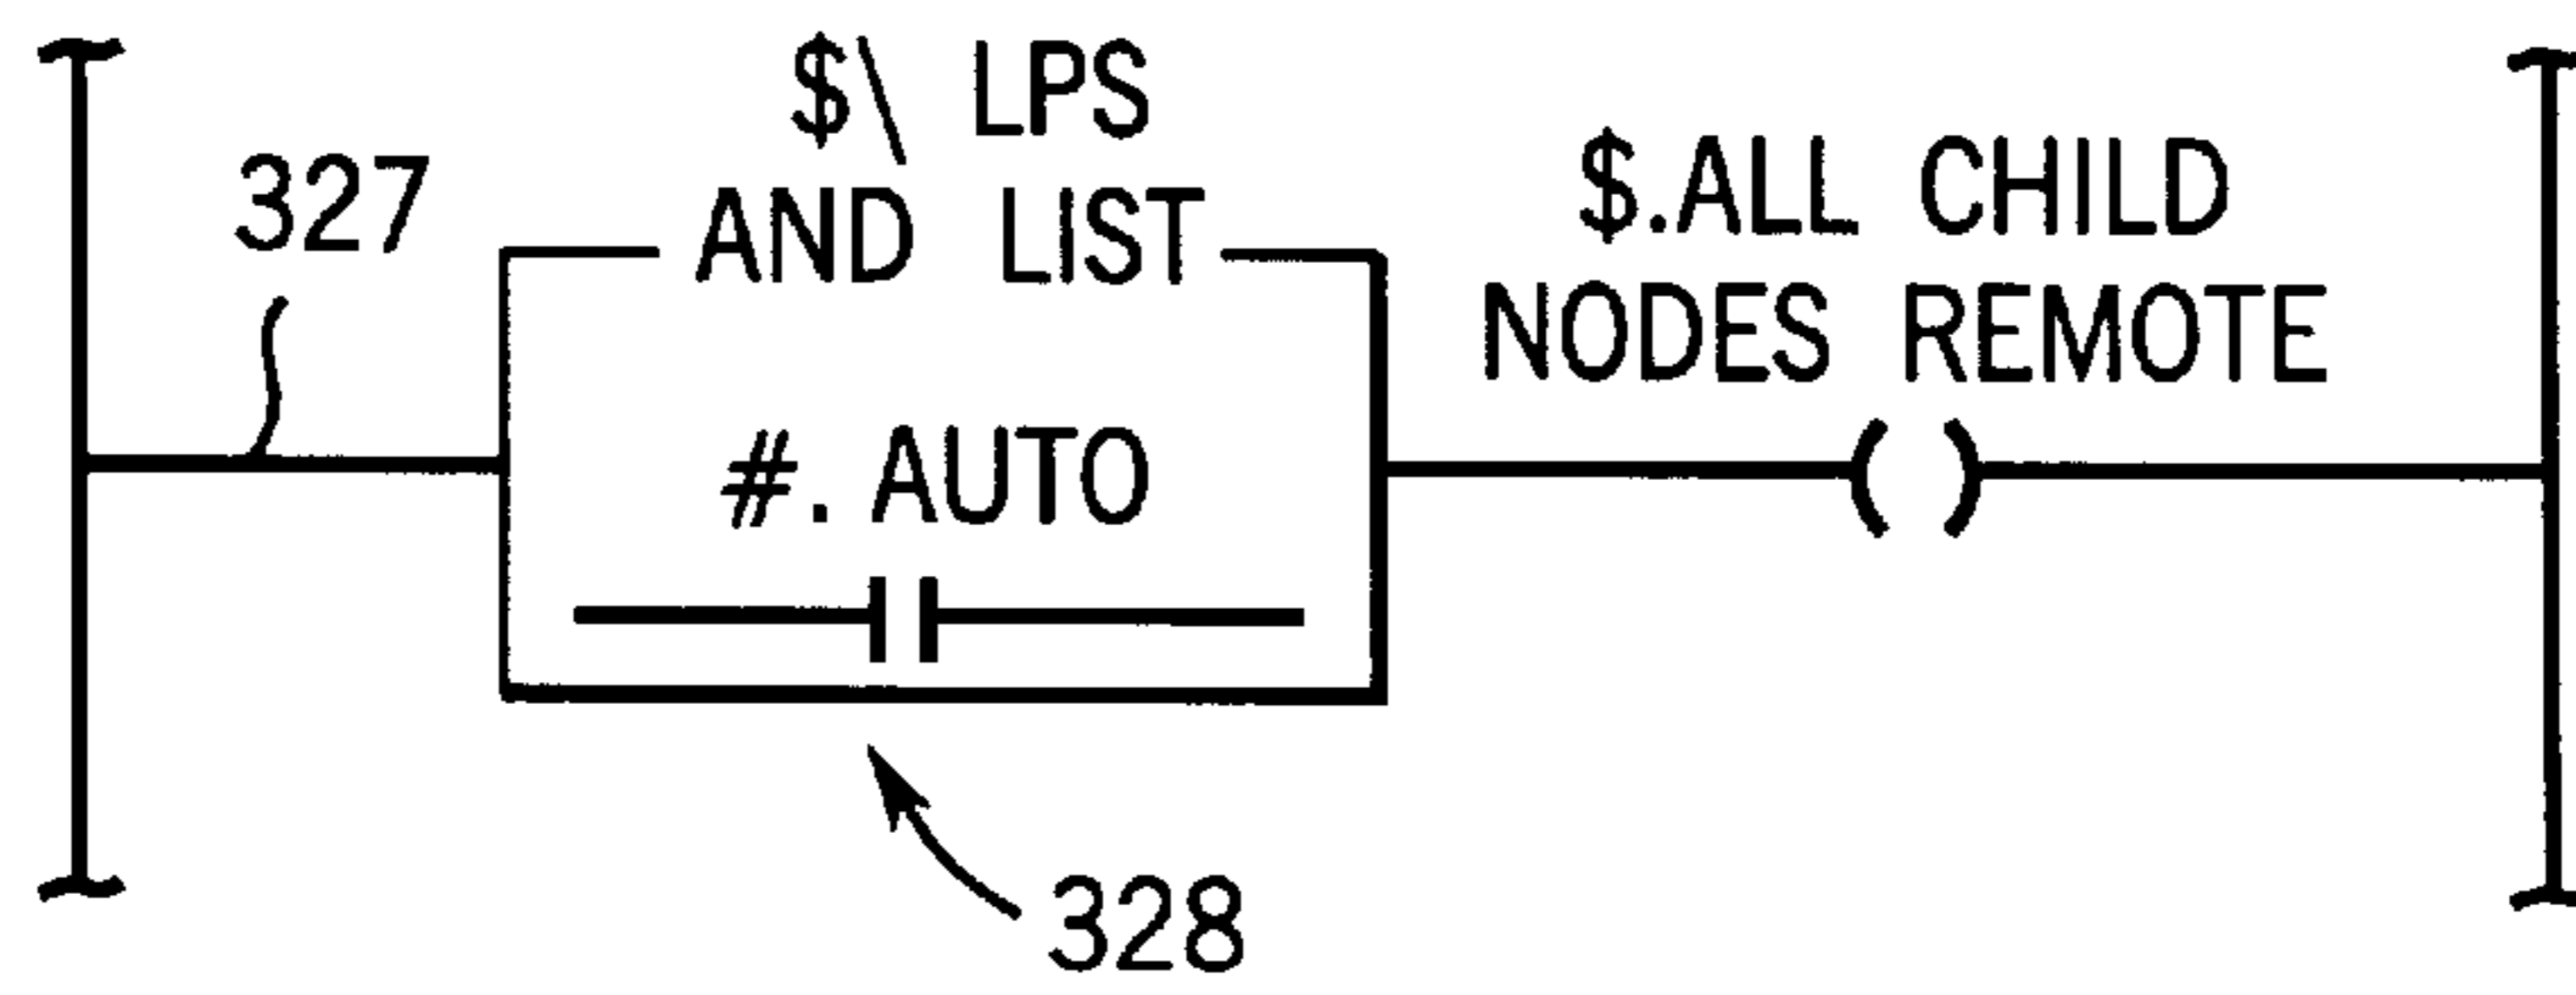 $\ LPS
AND LIST
327
$.ALL CHILD
NODES REMOTE
#. AUTO
328